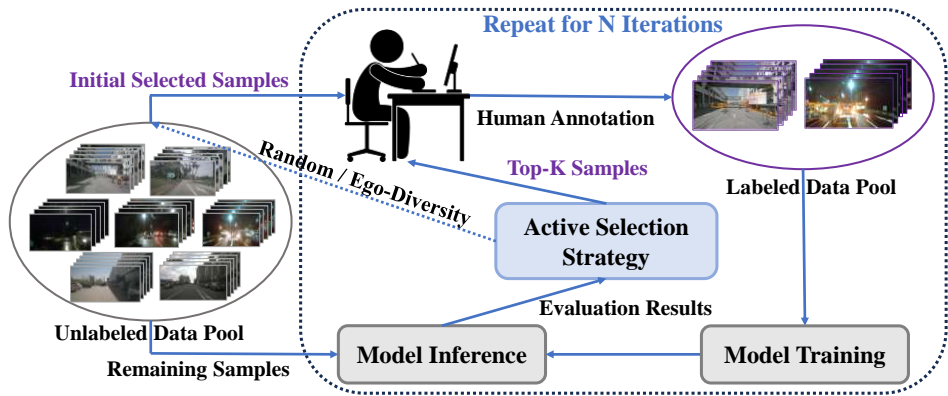 Repeat for N Iterations
Initial Selected Samples
Human Annotation
Random / Ego-Diversity
Top-K Samples
Labeled Data Pool
Active Selection
Strategy
Evaluation Results
Unlabeled Data Pool
Remaining Samples
Model Inference
Model Training